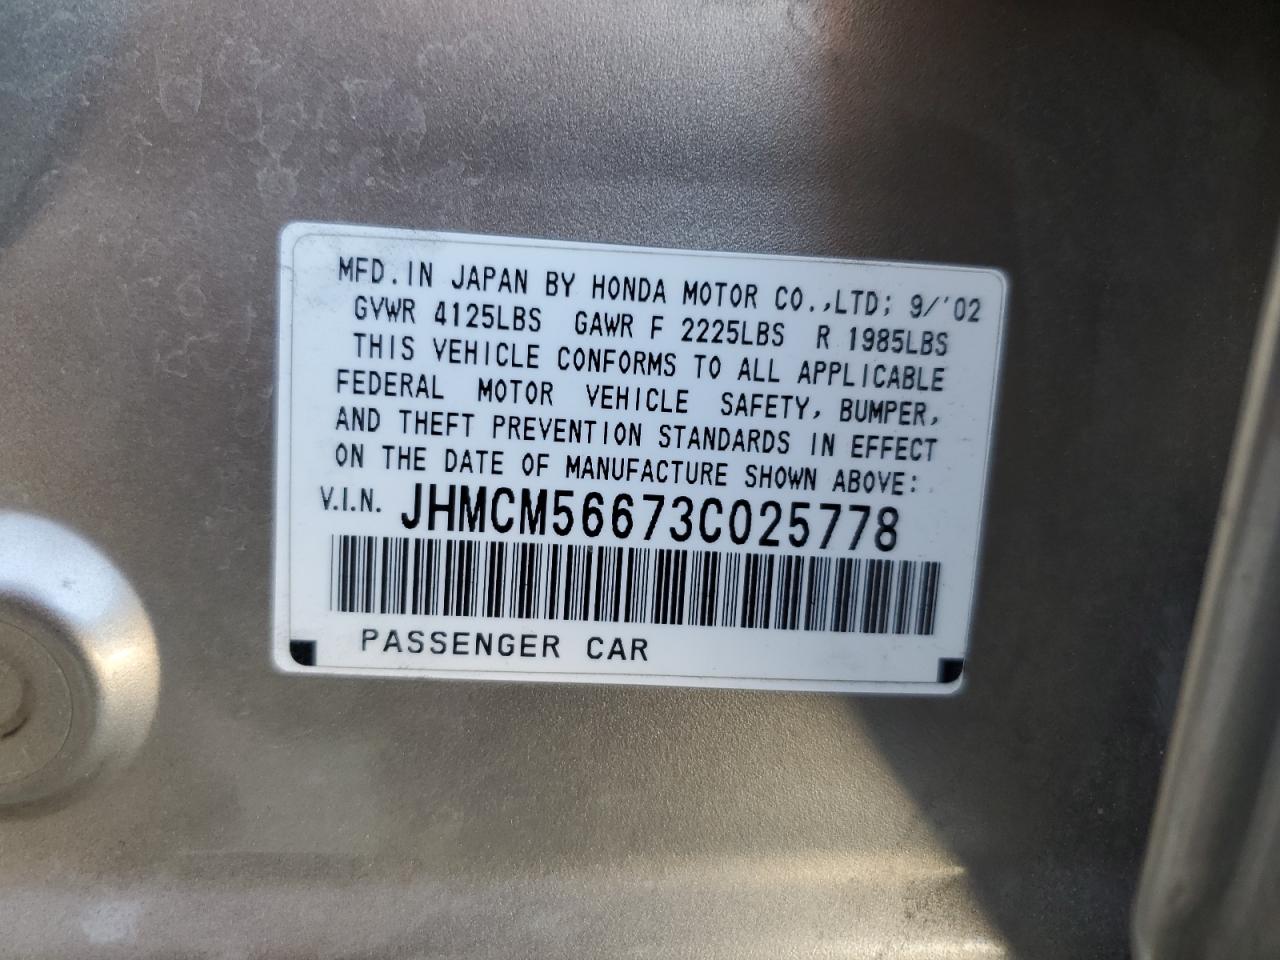 MFD.IN JAPAN BY HONDA MOTOR CO.,LTD; 9/'02
GVWR 4125LBS GAWR F 2225LBS R 1985LBS
THIS VEHICLE CONFORMS TO ALL APPLICABLE
FEDERAL MOTOR VEHICLE SAFETY, BUMPER,
AND THEFT PREVENTION STANDARDS IN EFFECT
ON THE DATE OF MANUFACTURE SHOWN ABOVE:
V.I.N. JHMCM56673C025778
PASSENGER CAR